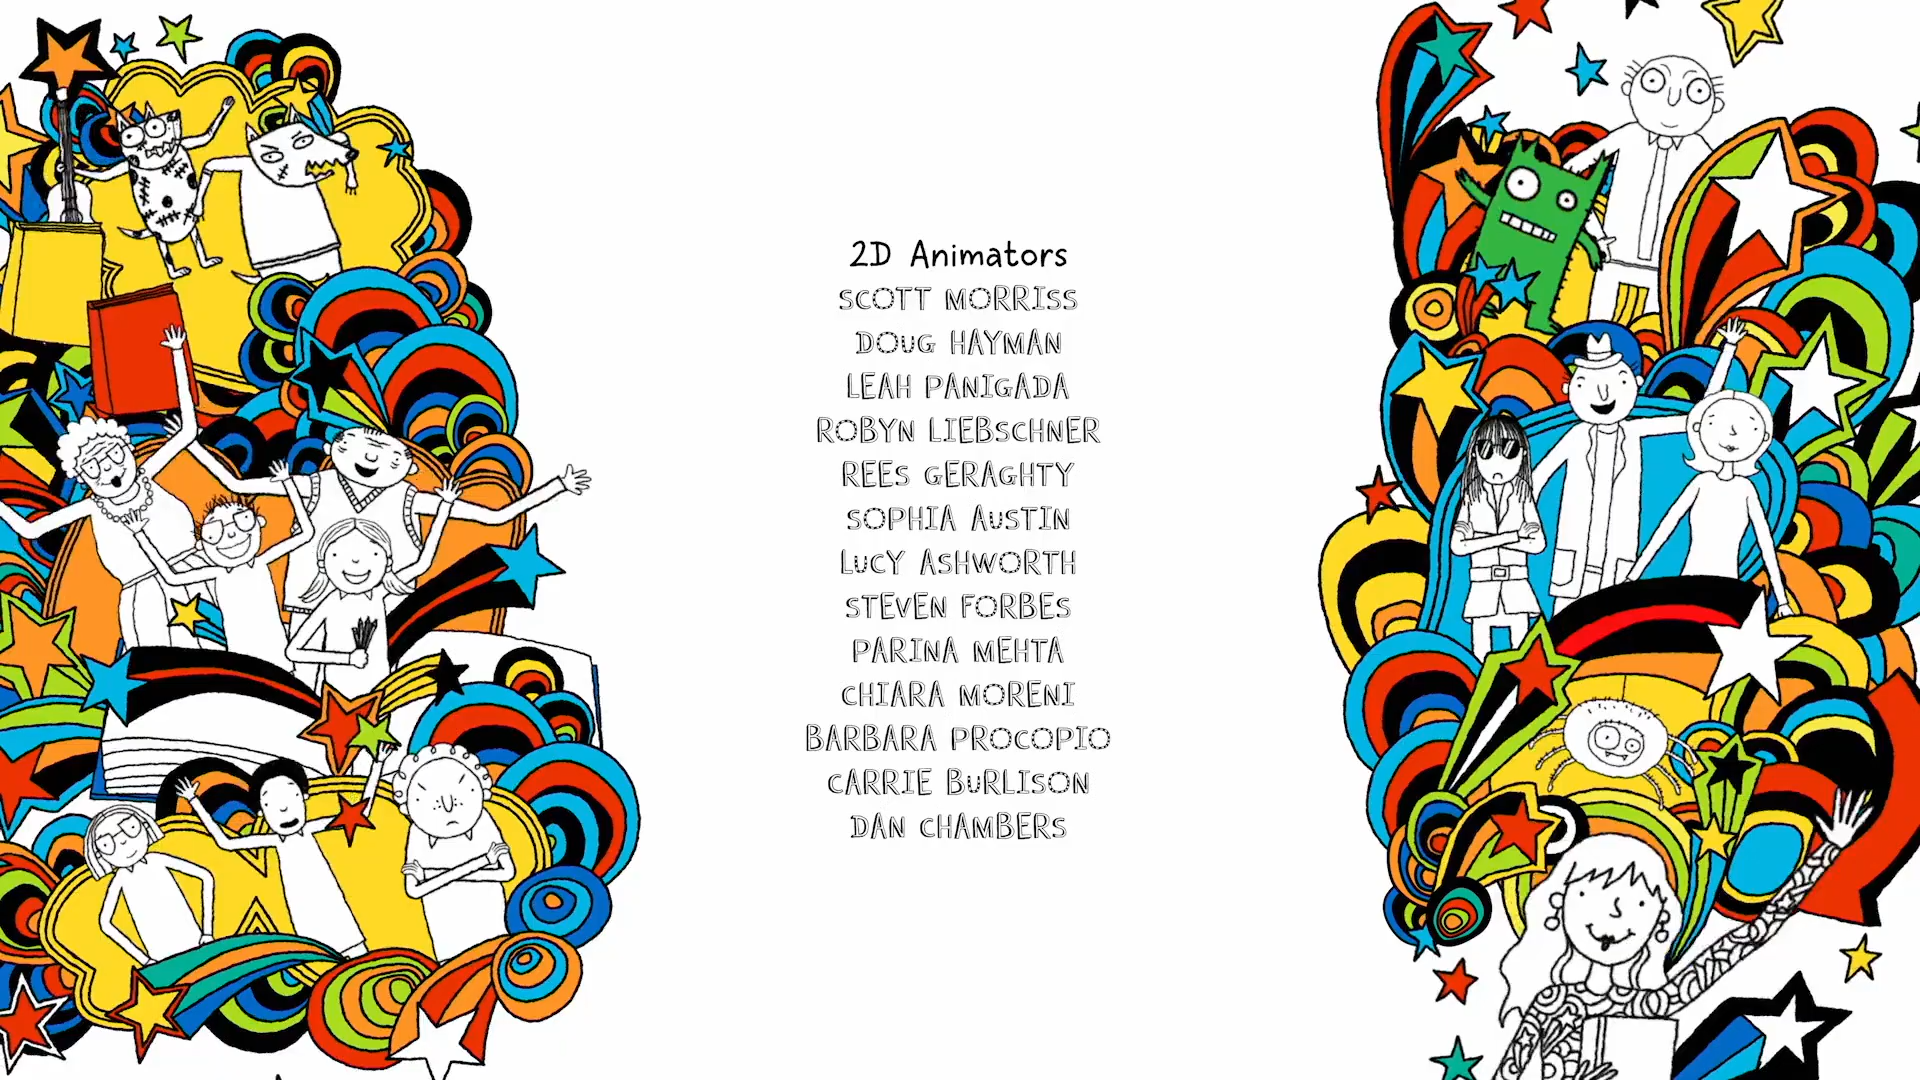 2D Animators
SCOTT MORRISS
DOUG HAYMAN
LEAH PANIGADA
ROBYN LIEBSCHNER
REES GERAGHTY
SOPHIA AUSTIN
LUCY ASHWORTH
STEVEN FORBES
PARINA MEHTA
CHIARA MORENI
BARBARA PROCOPIO
CARRIE BURLISON
DAN CHAMBERS